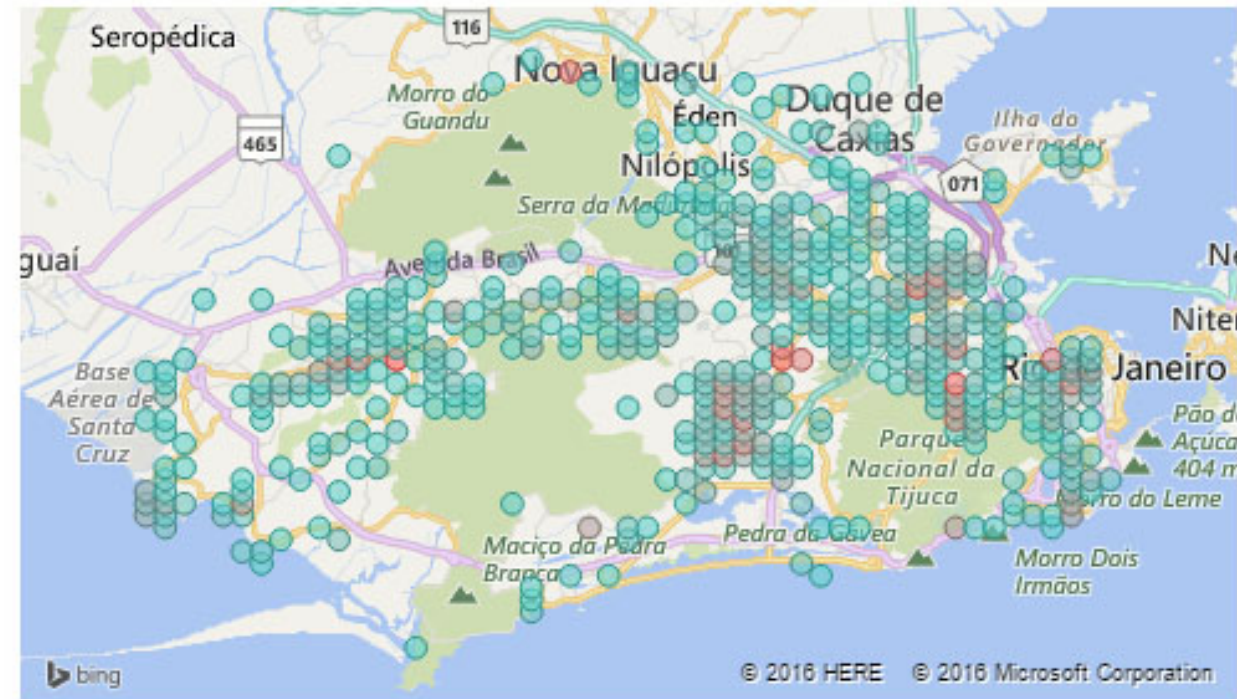 116
Seropédica
Nova Iguaçu
Morro do
Guandu
Éden
Duque de
Caxias
Ilha do
Governador
465
Nilópolis
071
Serra da
guaí
Avenida Brasil
Ne
Niter
Rio de Janeiro
Base
Aérea de
Santa
Cruz
Pão d
Açúca
404 m
Parque
Nacional da
Tijuca
Morro do Leme
Pedra da Gávea
Maciço da Pedra
Branca
Morro Dois
Irmãos
bing
© 2016 HERE © 2016 Microsoft Corporation